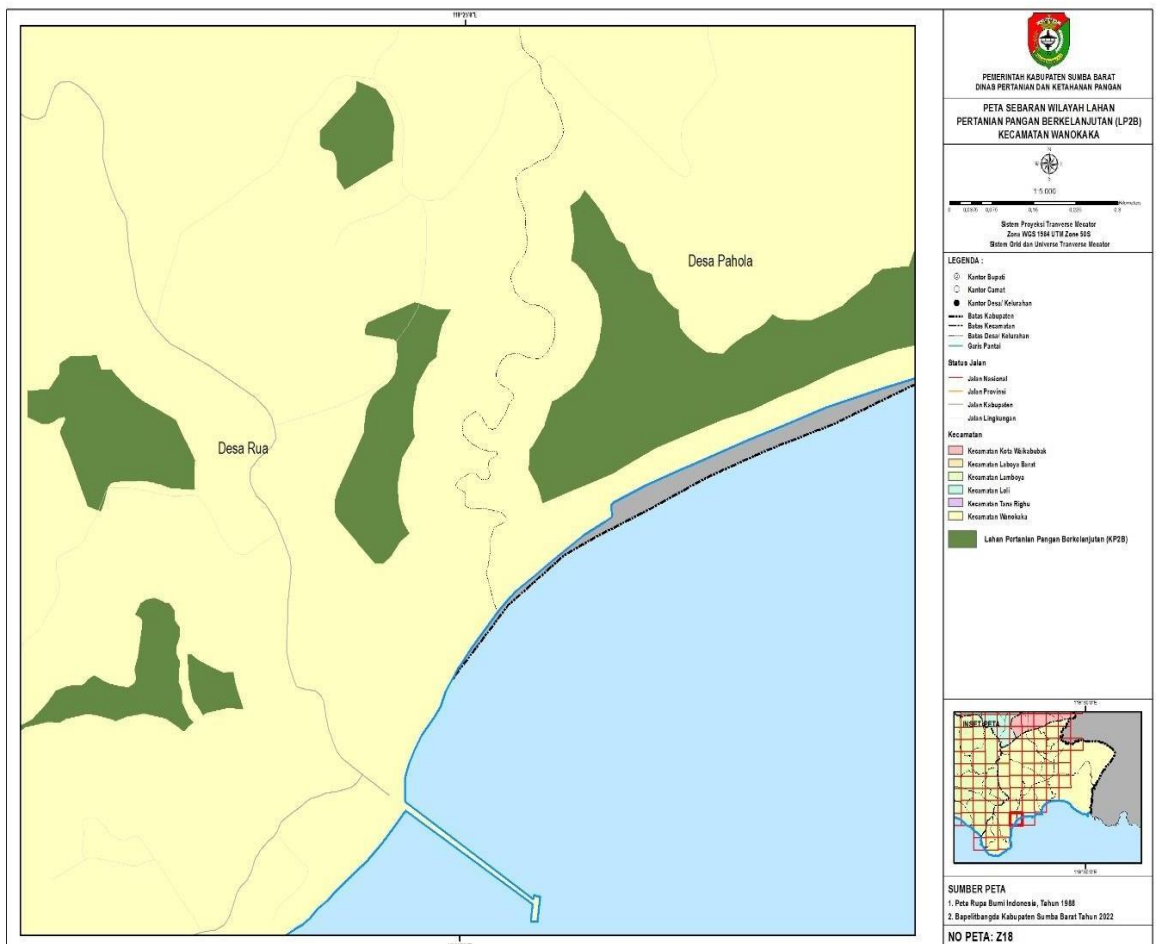 Desa Pahola
Desa Rua
PEMERINTAH KABUPATEN SUMBA BARAT
DINAS PERTANIAN DAN KETAHANAN PANGAN
PETA SEBARAN WILAYAH LAHAN
PERTANIAN PANGAN BERKELANJUTAN (LP2B)
KECAMATAN WANOKAKA
N
S
1:5.000
Sistem Proyeksi Tranverse Mecator
Zona WGS 1984 UTM Zone 50S
Sistem Grid dan Universe Tranverse Mecator
LEGENDA :
Kantor Bupati
Kantor Camat
Kantor Desa/ Kelurahan
Batas Kabupaten
Batas Kecamatan
Batas Desa/ Kelurahan
Garis Pantai
Status Jalan
Jalan Nasional
Jalan Provinsi
Jalan Kabupaten
Jalan Lingkungan
Kecamatan
Kecamatan Kota Waikabubak
Kecamatan Laboya Barat
Kecamatan Lamboya
Kecamatan Loli
Kecamatan Tana Righu
Kecamatan Wanokaka
Lahan Pertanian Pangan Berkelanjutan (KP2B)
INSET PETA
SUMBER PETA
1. Peta Rupa Bumi Indonesia, Tahun 1988
2. Bapelitbangda Kabupaten Sumba Barat Tahun 2022
NO PETA: Z18